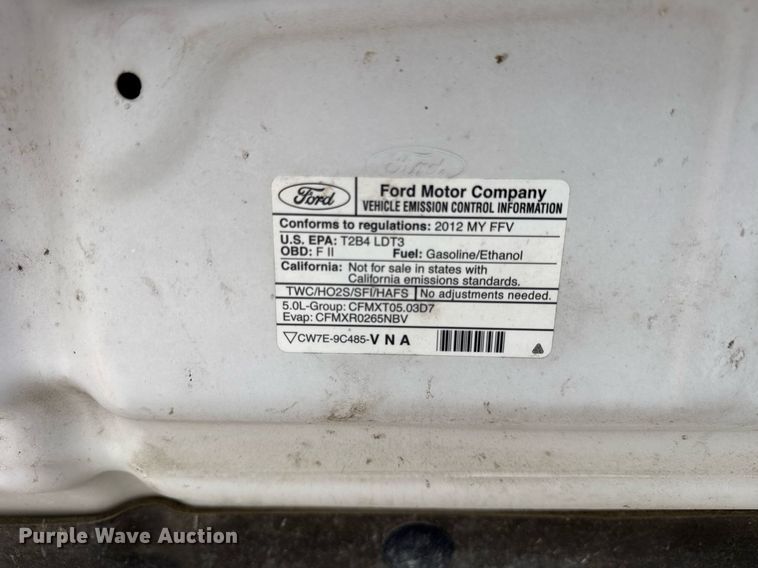 Ford
Ford
Ford Motor Company
VEHICLE EMISSION CONTROL INFORMATION
Conforms to regulations: 2012 MY FFV
U.S. EPA: T2B4 LDT3
OBD: F II Fuel: Gasoline/Ethanol
California: Not for sale in states with
California emissions standards.
TWC/HO2S/SFI/HAFS No adjustments needed.
5.0L-Group: CFMXT05.03D7
Evap: CFMXR0265NBV
CW7E-9C485-V N A
Purple Wave Auction